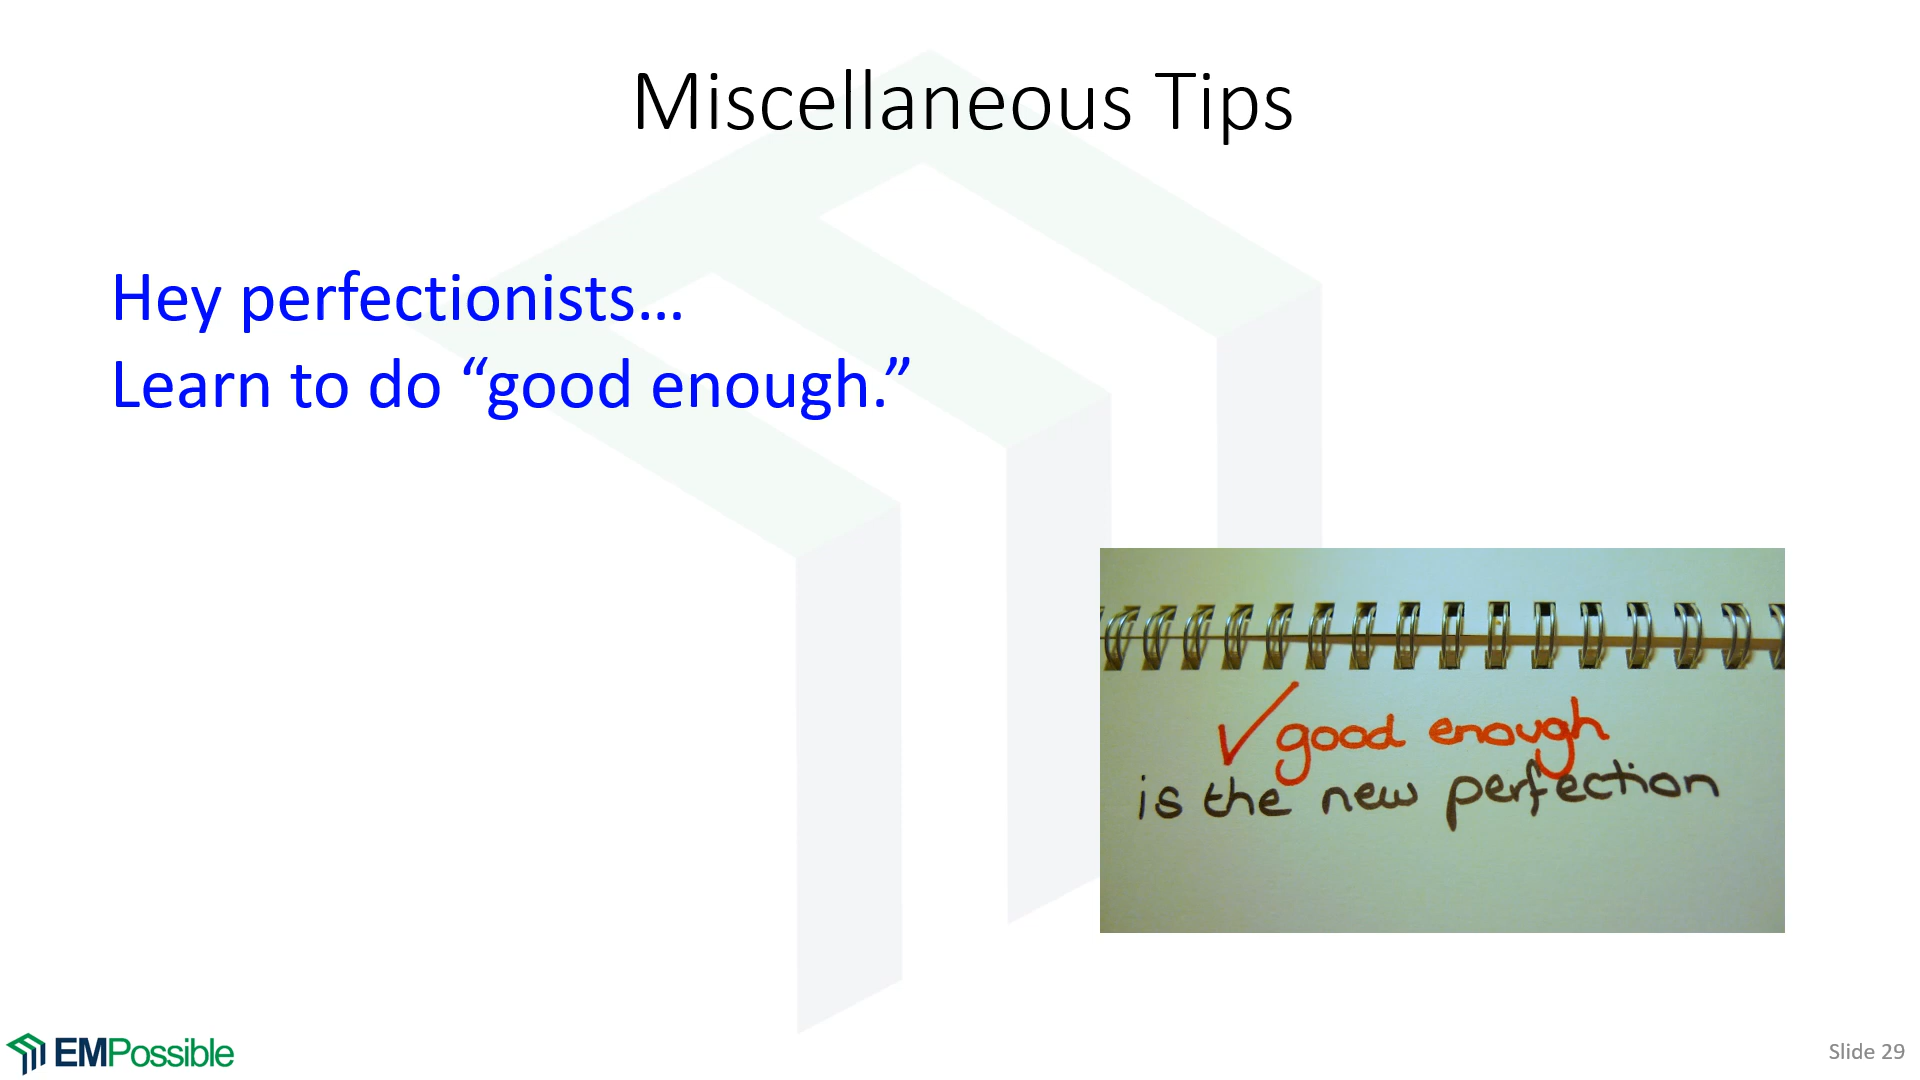 Miscellaneous Tips
Hey perfectionists…
Learn to do “good enough.”
✓good enough
is the new perfection
EMPossible
Slide 29